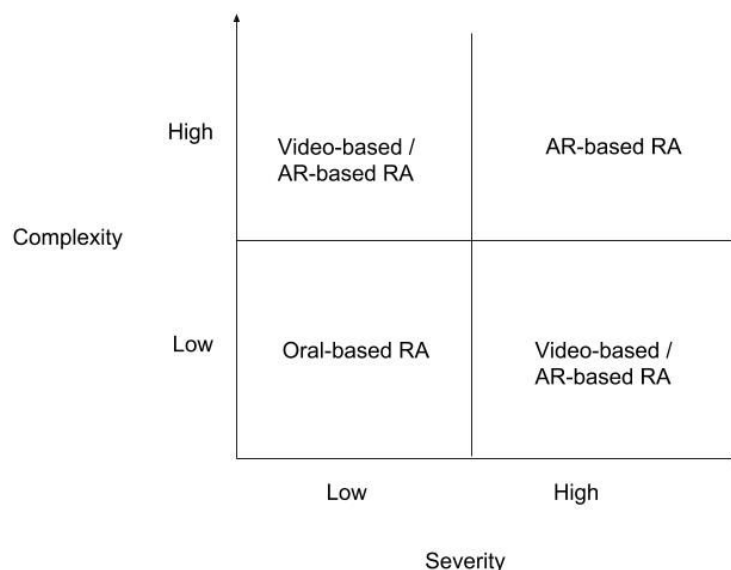 High
Video-based /
AR-based RA
AR-based RA
Complexity
Low
Oral-based RA
Video-based /
AR-based RA
Low
High
Severity